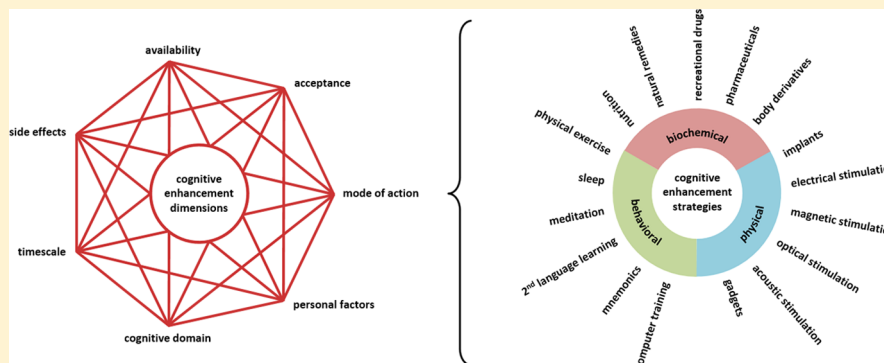 availability
acceptance
side effects
cognitive
enhancement
dimensions
mode of action
timescale
personal factors
cognitive domain
biochemical
physical
behavioral
cognitive
enhancement
strategies
nutrition
natural remedies
recreational drugs
pharmaceuticals
body derivatives
implants
electrical stimulatio
magnetic stimulation
optical stimulation
acoustic stimulation
gadgets
omputer training
mnemonics
2nd language learning
meditation
sleep
physical exercise